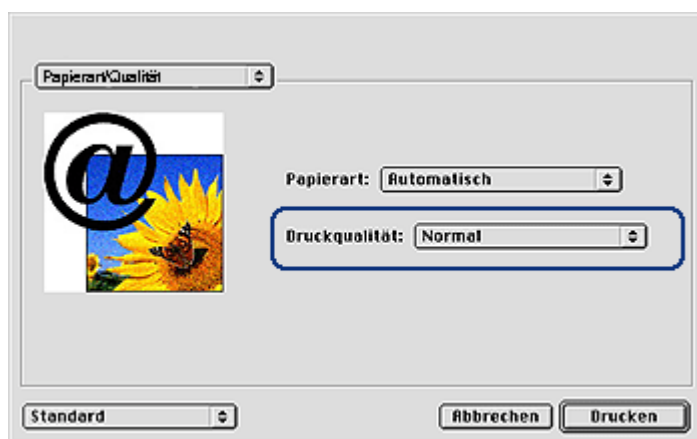 Papierart/Qualität
@
Papierart: Automatisch
Druckqualität: Normal
Standard
Abbrechen
Drucken